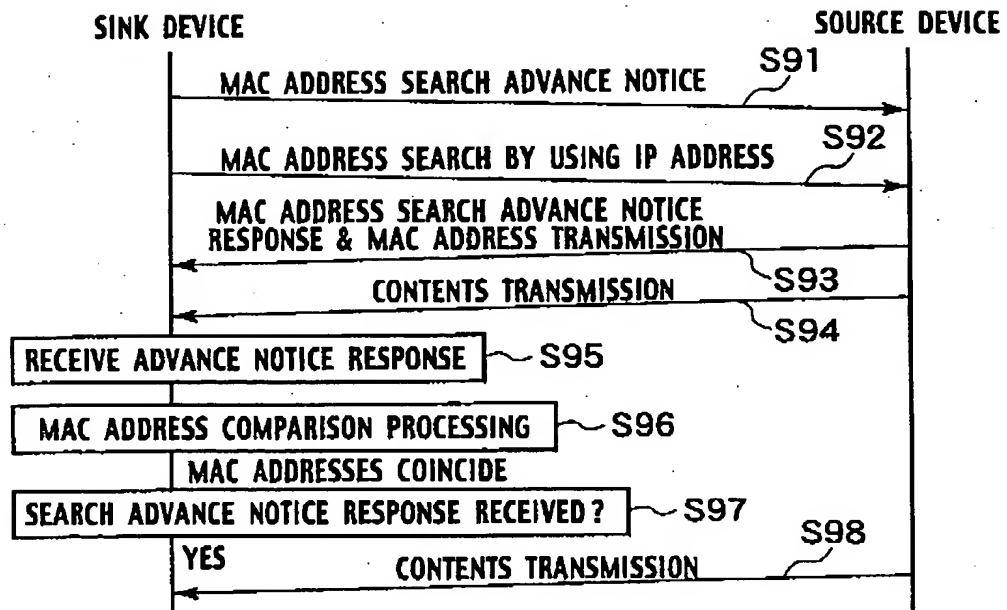 SINK DEVICE
SOURCE DEVICE
MAC ADDRESS SEARCH ADVANCE NOTICE
S91
MAC ADDRESS SEARCH BY USING IP ADDRESS
S92
MAC ADDRESS SEARCH ADVANCE NOTICE
RESPONSE & MAC ADDRESS TRANSMISSION
S93
CONTENTS TRANSMISSION
S94
RECEIVE ADVANCE NOTICE RESPONSE
S95
MAC ADDRESS COMPARISON PROCESSING
S96
MAC ADDRESSES COINCIDE
SEARCH ADVANCE NOTICE RESPONSE RECEIVED?
S97
YES
CONTENTS TRANSMISSION
S98